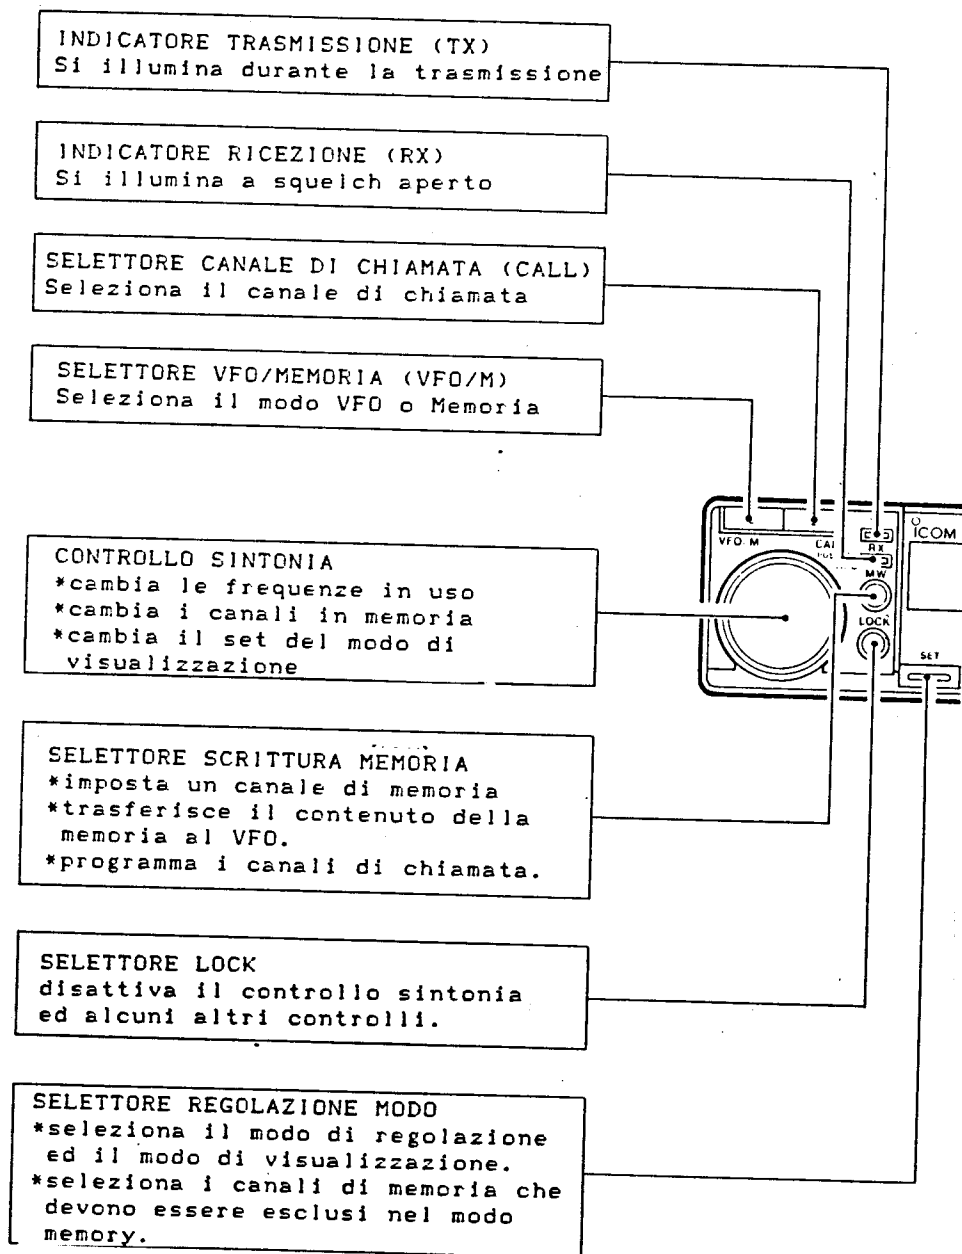 INDICATORE TRASMISSIONE (TX)
Si illumina durante la trasmissione
INDICATORE RICEZIONE (RX)
Si illumina a squelch aperto
SELETTORE CANALE DI CHIAMATA (CALL)
Seleziona il canale di chiamata
SELETTORE VFO/MEMORIA (VFO/M)
Seleziona il modo VFO o Memoria
CONTROLLO SINTONIA
*cambia le frequenze in uso
*cambia i canali in memoria
*cambia il set del modo di
visualizzazione
SELETTORE SCRITTURA MEMORIA
*imposta un canale di memoria
*trasferisce il contenuto della
memoria al VFO.
*programma i canali di chiamata.
SELETTORE LOCK
disattiva il controllo sintonia
ed alcuni altri controlli.
SELETTORE REGOLAZIONE MODO
*seleziona il modo di regolazione
ed il modo di visualizzazione.
*seleziona i canali di memoria che
devono essere esclusi nel modo
memory.
VFO/M
RX
MW
LOCK
ICOM
SET